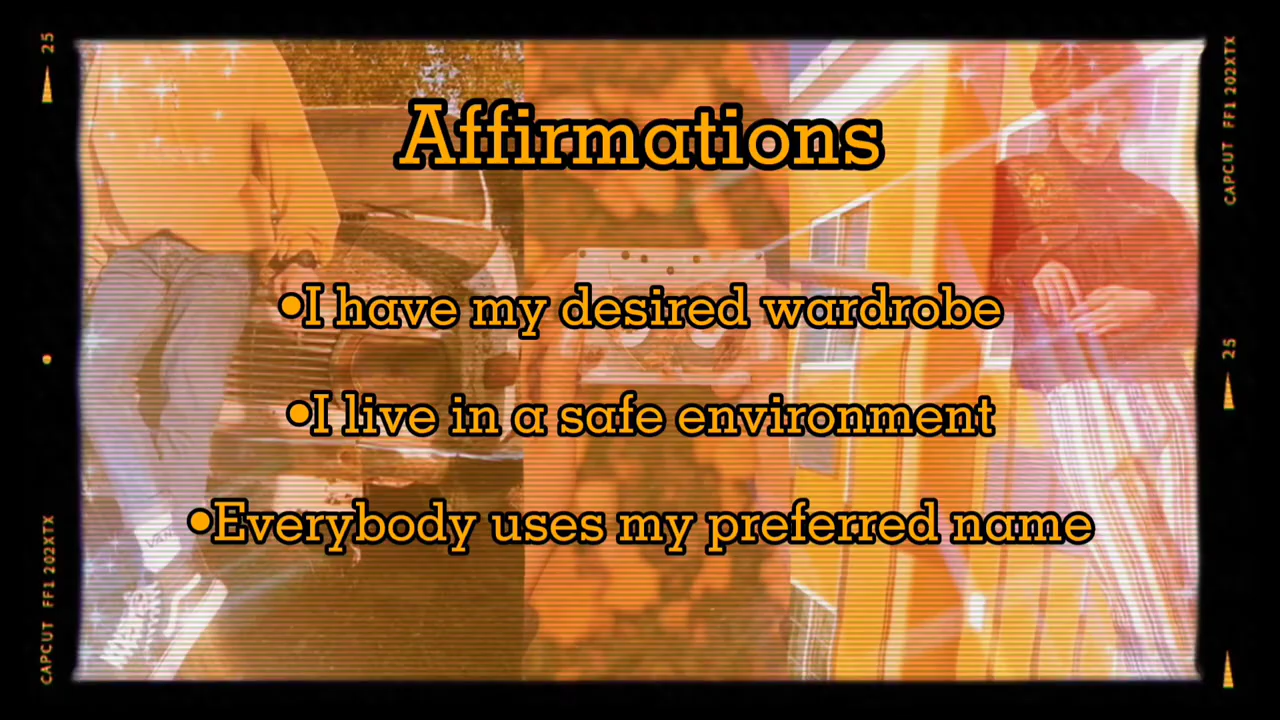 Affirmations
•I have my desired wardrobe
•I live in a safe environment
•Everybody uses my preferred name
25
CAPCUT FF1 202XTX
CAPCUT FF1 202XTX
25
VANS